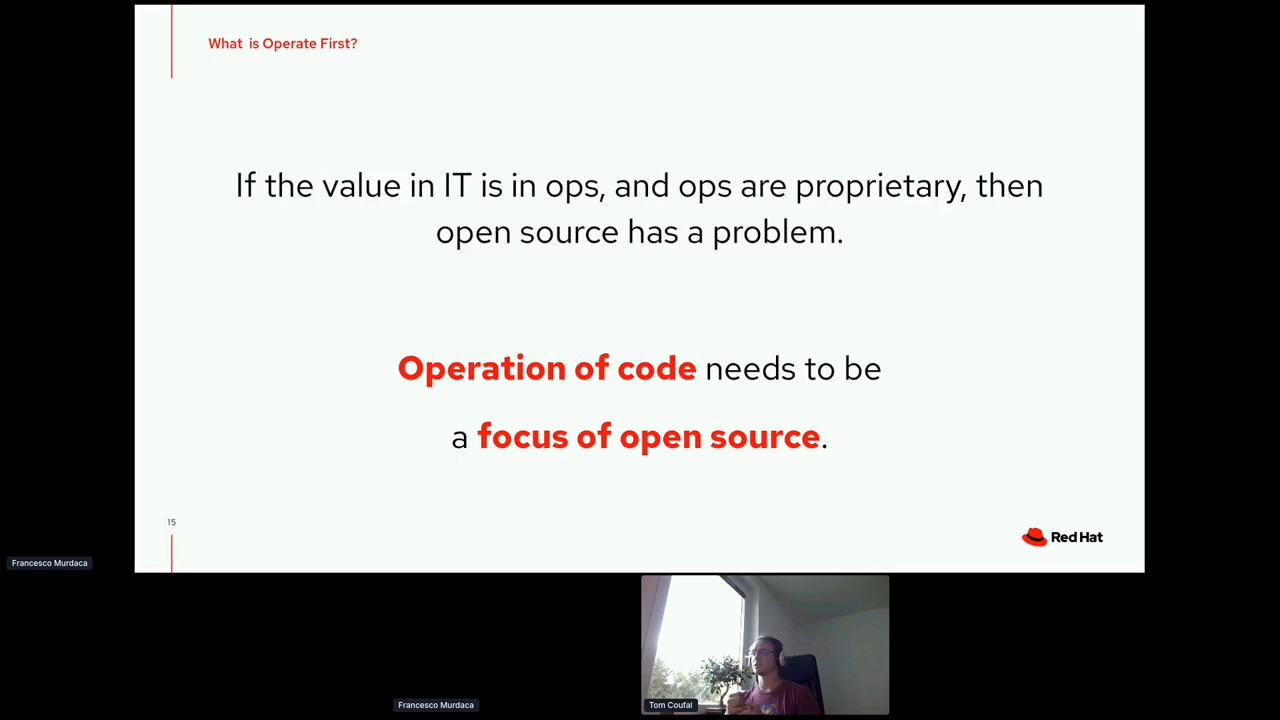 What is Operate First?
If the value in IT is in ops, and ops are proprietary, then
open source has a problem.
Operation of code needs to be
a focus of open source.
15
Red Hat
Francesco Murdaca
Francesco Murdaca
Tom Coufal